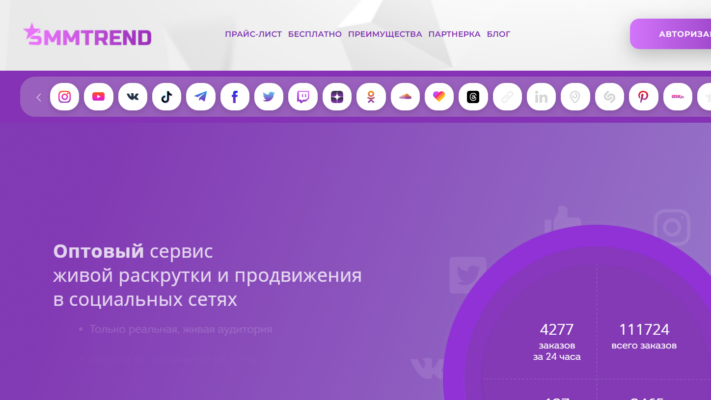 SMMTREND
ПРАЙС-ЛИСТ БЕСПЛАТНО ПРЕИМУЩЕСТВА ПАРТНЕРКА БЛОГ
Оптовый сервис
живой раскрутки и продвижения
в социальных сетях
• Только реальная, живая аудитория
4277
заказов
за 24 часа
111724
всего заказов